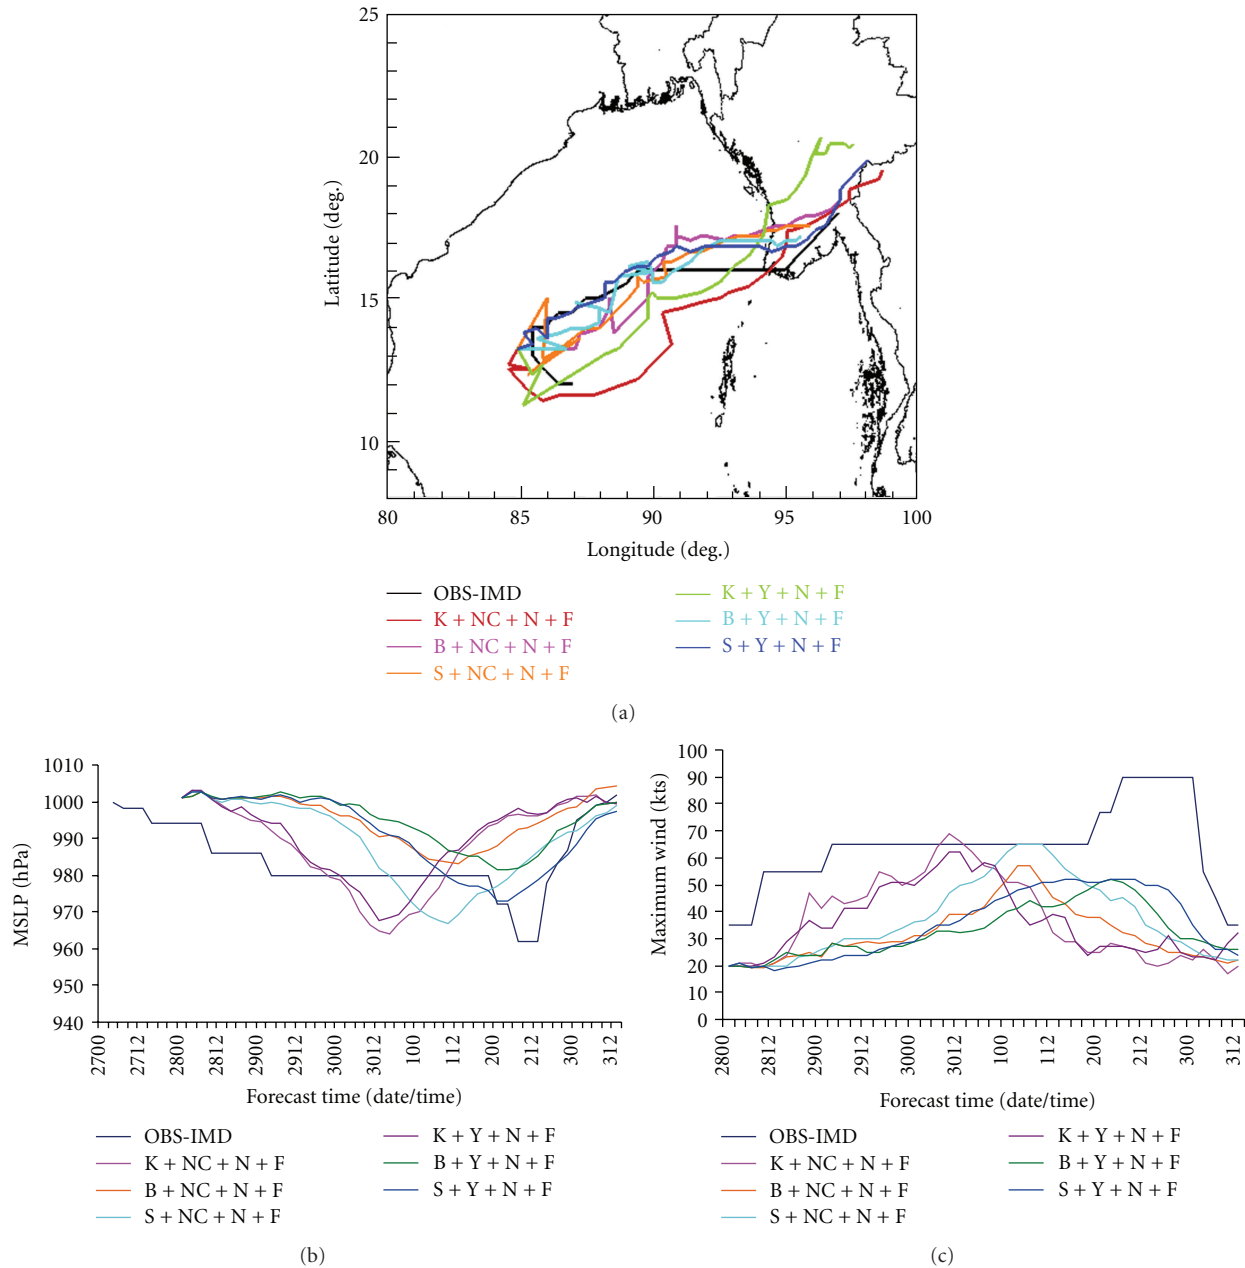 25
20
15
10
Latitude (deg.)
80 85 90 95 100
Longitude (deg.)
OBS-IMD
K + NC + N + F
B + NC + N + F
S + NC + N + F
K + Y + N + F
B + Y + N + F
S + Y + N + F
(a)
1010
1000
990
980
970
960
950
940
MSLP (hPa)
2700 2712 2800 2812 2900 2912 3000 3012 100 112 200 212 300 312
Forecast time (date/time)
OBS-IMD
K + NC + N + F
B + NC + N + F
S + NC + N + F
K + Y + N + F
B + Y + N + F
S + Y + N + F
(b)
100
90
80
70
60
50
40
30
20
10
0
Maximum wind (kts)
2800 2812 2900 2912 3000 3012 100 112 200 212 300 312
Forecast time (date/time)
OBS-IMD
K + NC + N + F
B + NC + N + F
S + NC + N + F
K + Y + N + F
B + Y + N + F
S + Y + N + F
(c)